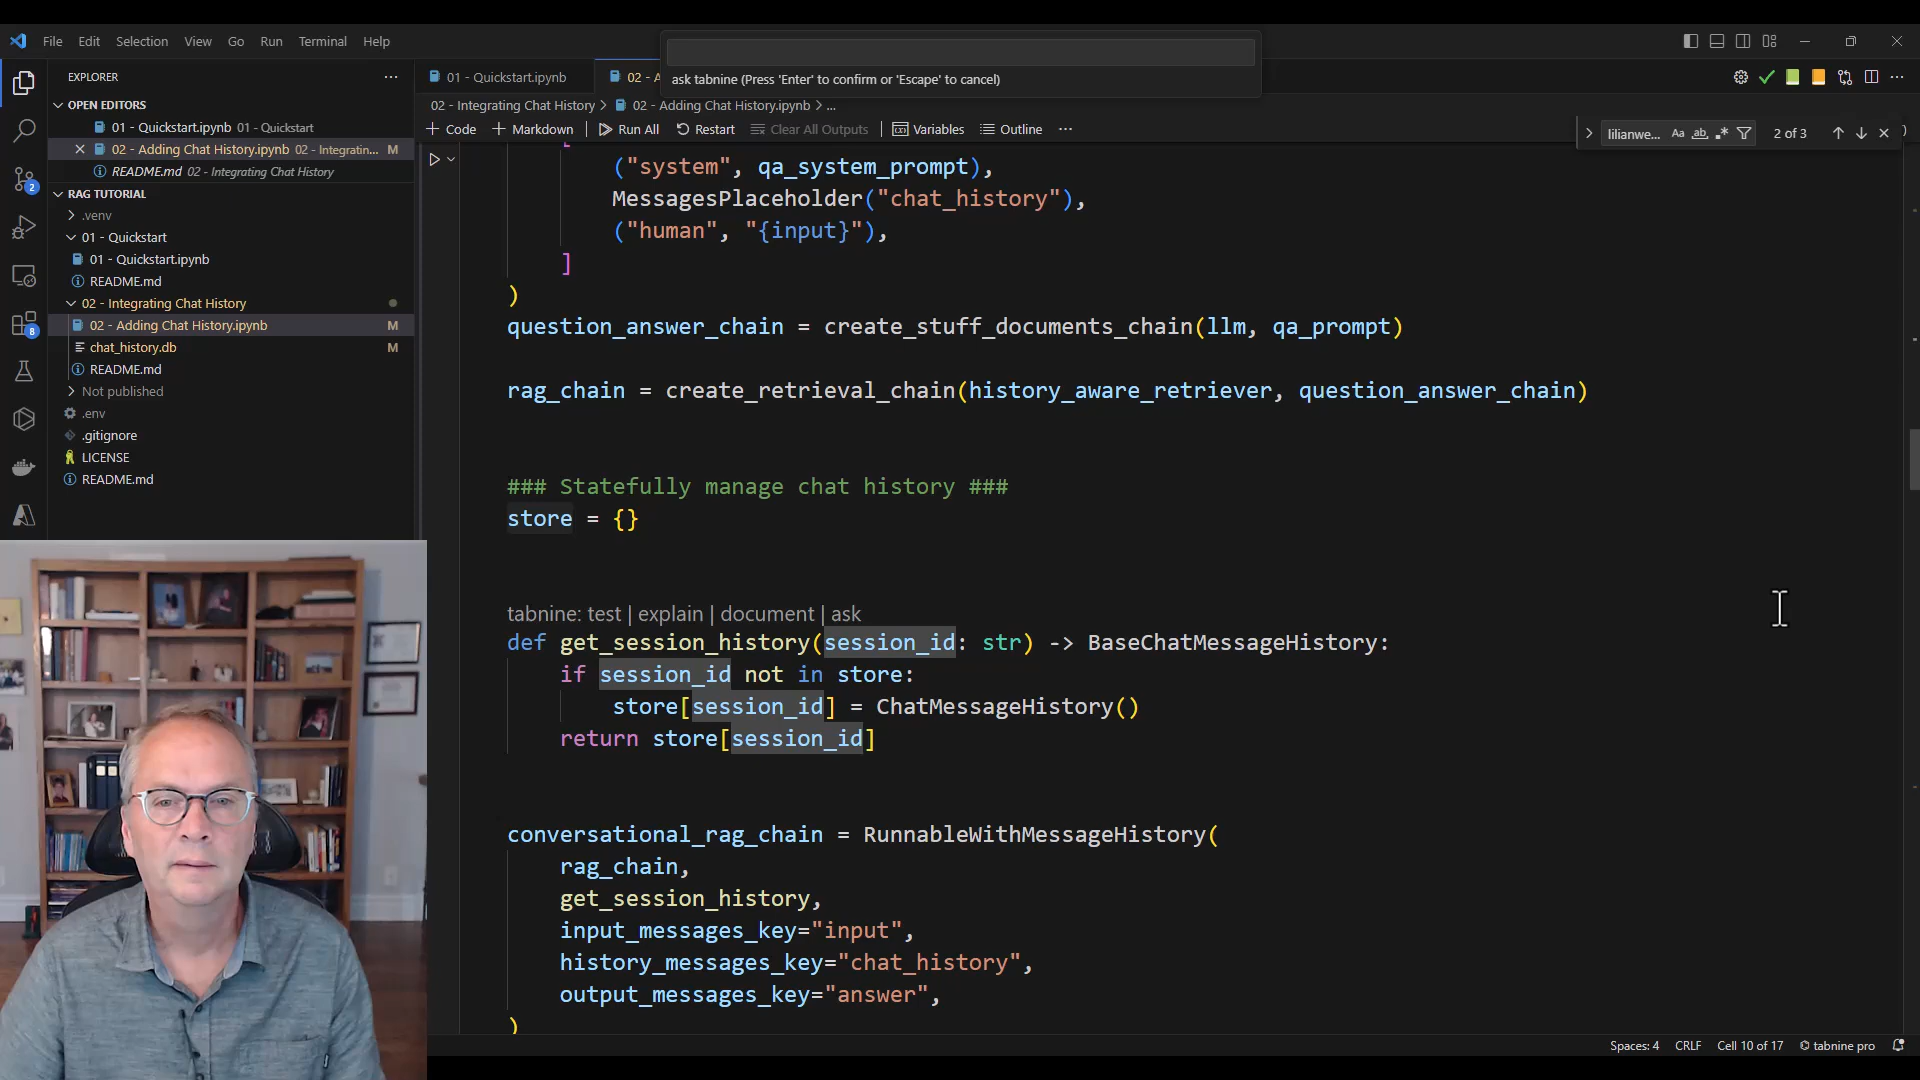 File Edit Selection View Go Run Terminal Help
ask tabnine (Press 'Enter' to confirm or 'Escape' to cancel)
EXPLORER
OPEN EDITORS
01 - Quickstart.ipynb 01 - Quickstart
02 - Adding Chat History.ipynb 02 - Integratin... M
README.md 02 - Integrating Chat History
RAG TUTORIAL
.venv
01 - Quickstart
01 - Quickstart.ipynb
README.md
02 - Integrating Chat History
02 - Adding Chat History.ipynb M
chat_history.db M
README.md
Not published
.env
.gitignore
LICENSE
README.md
2
8
01 - Quickstart.ipynb
02 - A
02 - Integrating Chat History > 02 - Adding Chat History.ipynb > ...
+ Code + Markdown Run All Restart Clear All Outputs Variables Outline ...
lilianwe... Aa ab 2 of 3
[
("system", qa_system_prompt),
MessagesPlaceholder("chat_history"),
("human", "{input}"),
]
)
question_answer_chain = create_stuff_documents_chain(llm, qa_prompt)
rag_chain = create_retrieval_chain(history_aware_retriever, question_answer_chain)
### Statefully manage chat history ###
store = {}
tabnine: test | explain | document | ask
def get_session_history(session_id: str) -> BaseChatMessageHistory:
if session_id not in store:
store[session_id] = ChatMessageHistory()
return store[session_id]
conversational_rag_chain = RunnableWithMessageHistory(
rag_chain,
get_session_history,
input_messages_key="input",
history_messages_key="chat_history",
output_messages_key="answer",
)
Spaces: 4 CRLF Cell 10 of 17 tabnine pro